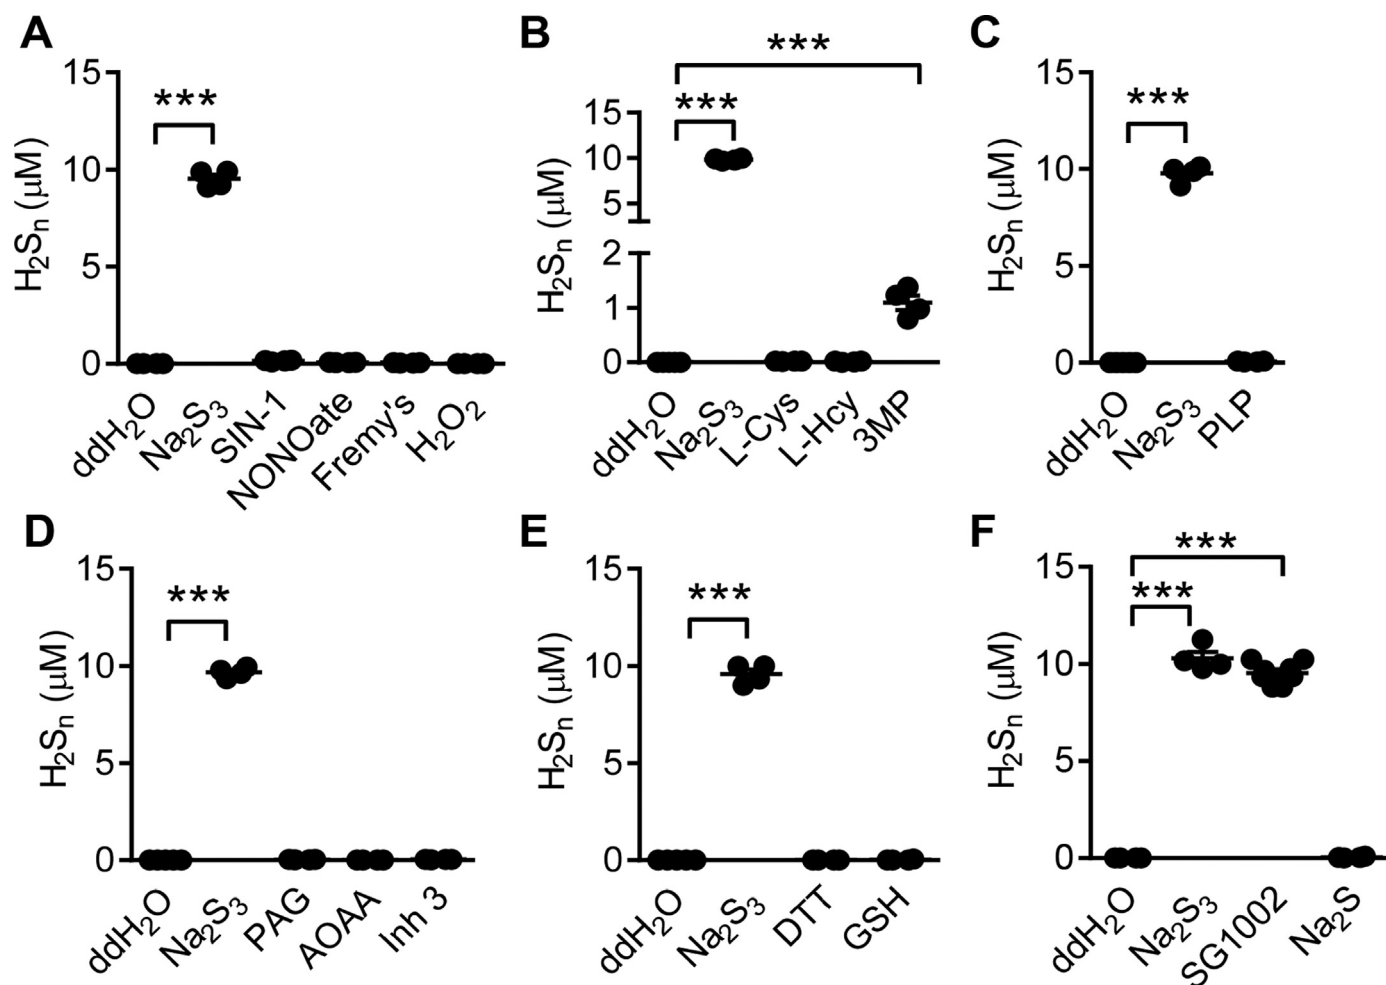 A
H₂Sₙ (μM)
15
10
5
0
***
ddH₂O
Na₂S₃
SIN-1
NONOate
Fremy's
H₂O₂
B
H₂Sₙ (μM)
15
10
5
2
1
0
***
***
ddH₂O
Na₂S₃
L-Cys
L-Hcy
3MP
C
H₂Sₙ (μM)
15
10
5
0
***
ddH₂O
Na₂S₃
PLP
D
H₂Sₙ (μM)
15
10
5
0
***
ddH₂O
Na₂S₃
PAG
AOAA
Inh 3
E
H₂Sₙ (μM)
15
10
5
0
***
ddH₂O
Na₂S₃
DTT
GSH
F
H₂Sₙ (μM)
15
10
5
0
***
***
ddH₂O
Na₂S₃
SG1002
Na₂S